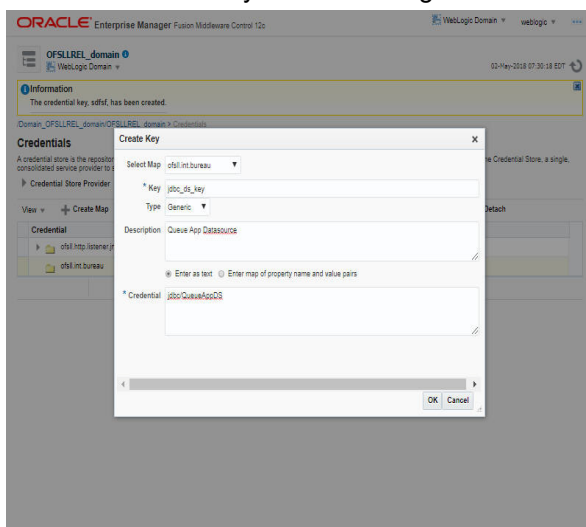 ORACLE Enterprise Manager Fusion Middleware Control 12c
WebLogic Domain weblogic
OFSLLREL_domain
WebLogic Domain
02-May-2018 07:30:18 EDT
Information
The credential key, sdfsf, has been created.
/Domain_OFSLLREL_domain/OFSLLREL_domain > Credentials
Credentials
A credential store is the repositor
e Credential Store, a single,
consolidated service provider to s
Credential Store Provider
View Create Map
Detach
Credential
ofsll.http.listener.jr
ofsll.int.bureau
Create Key x
Select Map ofsll.int.bureau
* Key jdbc_ds_key
Type Generic
Description Queue App Datasource
Enter as text Enter map of property name and value pairs
* Credential jdbc/QueueAppDS
OK Cancel